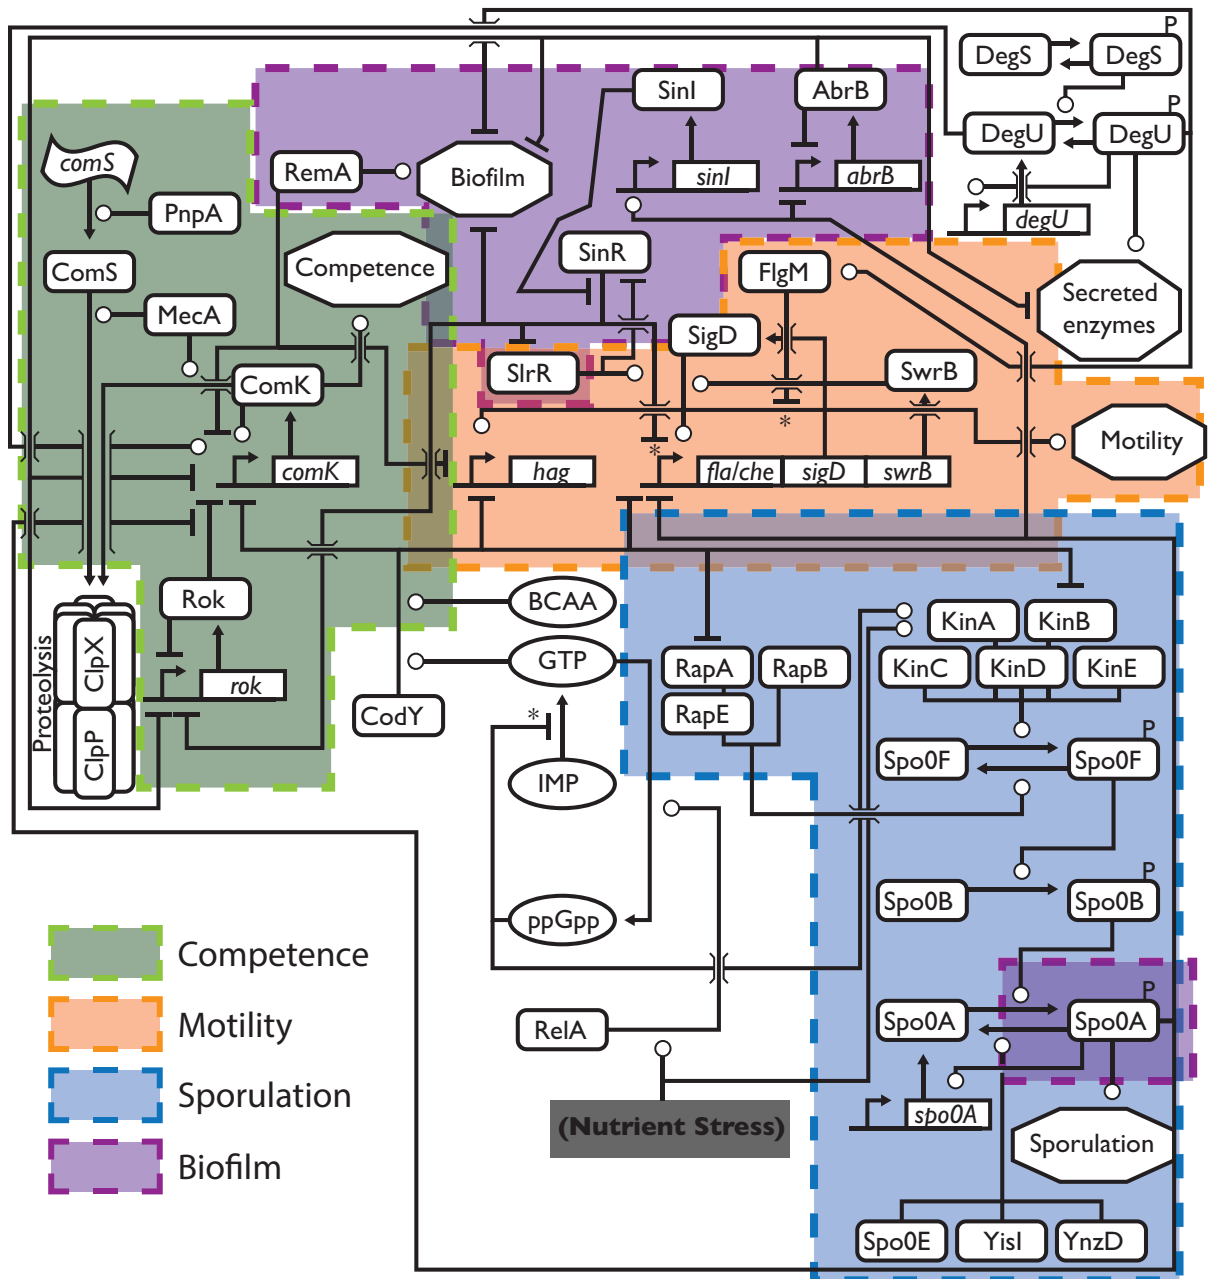 P
DegS
DegS
SinI
AbrB
P
DegU
DegU
comS
RemA
Biofilm
sinI
abrB
PnpA
degU
SinR
Competence
ComS
FlgM
Secreted
enzymes
MecA
SigD
SlrR
SwrB
ComK
*
Motility
*
comK
hag
fla/che
sigD
swrB
Rok
BCAA
KinA
KinB
Proteolysis
ClpX
GTP
RapA
RapB
KinC
KinD
KinE
rok
CodY
RapE
*
P
ClpP
IMP
Spo0F
Spo0F
P
Spo0B
Spo0B
ppGpp
Competence
P
Motility
RelA
Spo0A
Spo0A
Sporulation
(Nutrient Stress)
spo0A
Sporulation
Biofilm
Spo0E
YisI
YnzD